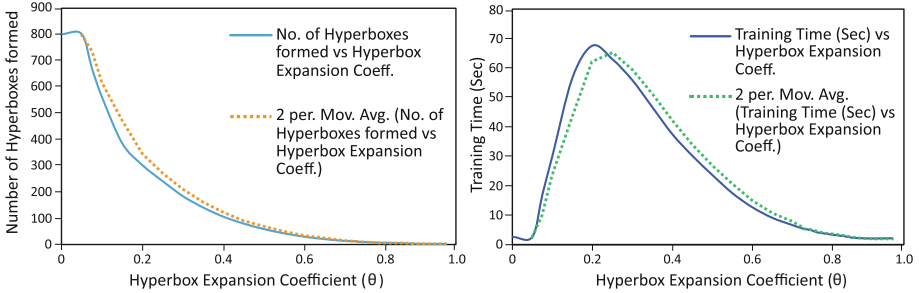 900
800
700
600
500
400
300
200
100
0
Number of Hyperboxes formed
No. of Hyperboxes
formed vs Hyperbox
Expansion Coeff.
2 per. Mov. Avg. (No. of
Hyperboxes formed vs
Hyperbox Expansion
Coeff.)
0 0.2 0.4 0.6 0.8 1.0
Hyperbox Expansion Coefficient (θ)
80
70
60
50
40
30
20
10
0
Training Time (Sec)
Training Time (Sec) vs
Hyperbox Expansion
Coeff.
2 per. Mov. Avg.
(Training Time (Sec) vs
Hyperbox Expansion
Coeff.)
0 0.2 0.4 0.6 0.8 1.0
Hyperbox Expansion Coefficient (θ)